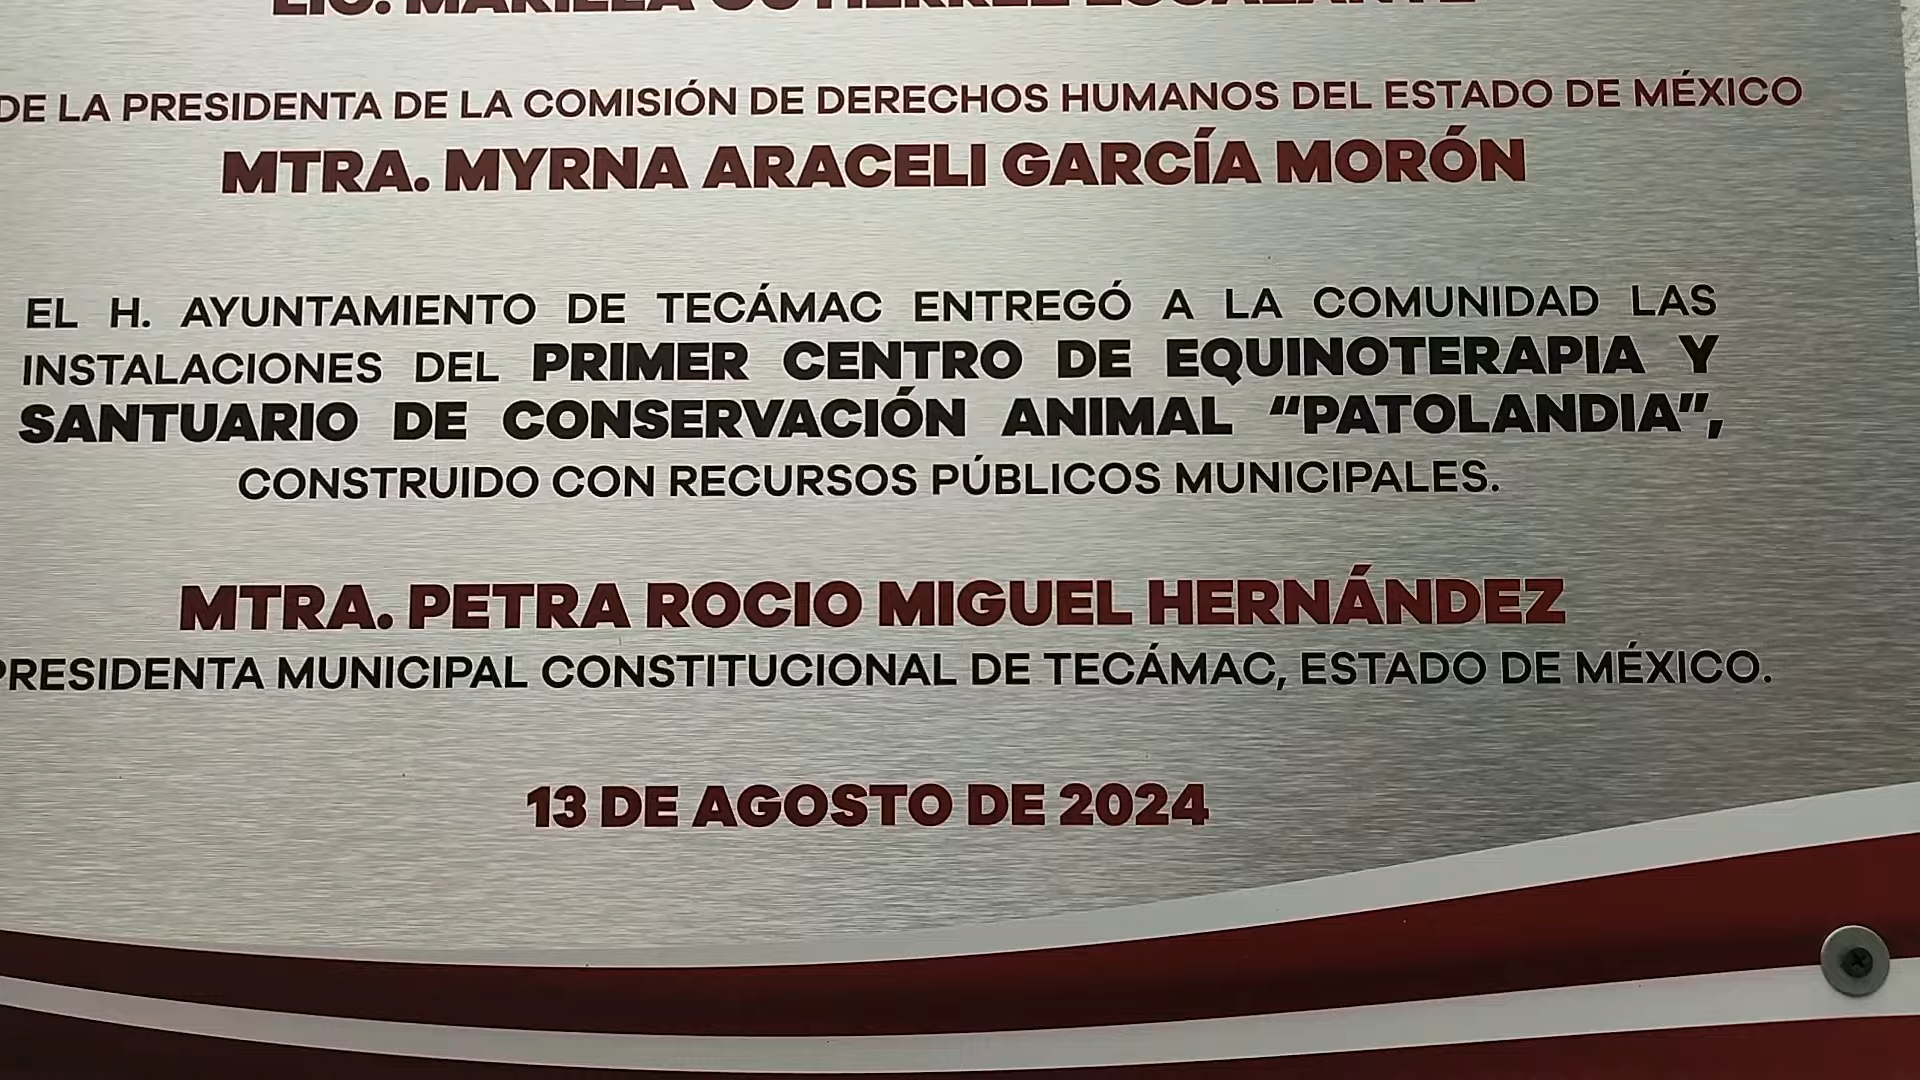 DE LA PRESIDENTA DE LA COMISIÓN DE DERECHOS HUMANOS DEL ESTADO DE MÉXICO
MTRA. MYRNA ARACELI GARCÍA MORÓN
EL H. AYUNTAMIENTO DE TECÁMAC ENTREGÓ A LA COMUNIDAD LAS
INSTALACIONES DEL PRIMER CENTRO DE EQUINOTERAPIA Y
SANTUARIO DE CONSERVACIÓN ANIMAL “PATOLANDIA”,
CONSTRUIDO CON RECURSOS PÚBLICOS MUNICIPALES.
MTRA. PETRA ROCIO MIGUEL HERNÁNDEZ
PRESIDENTA MUNICIPAL CONSTITUCIONAL DE TECÁMAC, ESTADO DE MÉXICO.
13 DE AGOSTO DE 2024